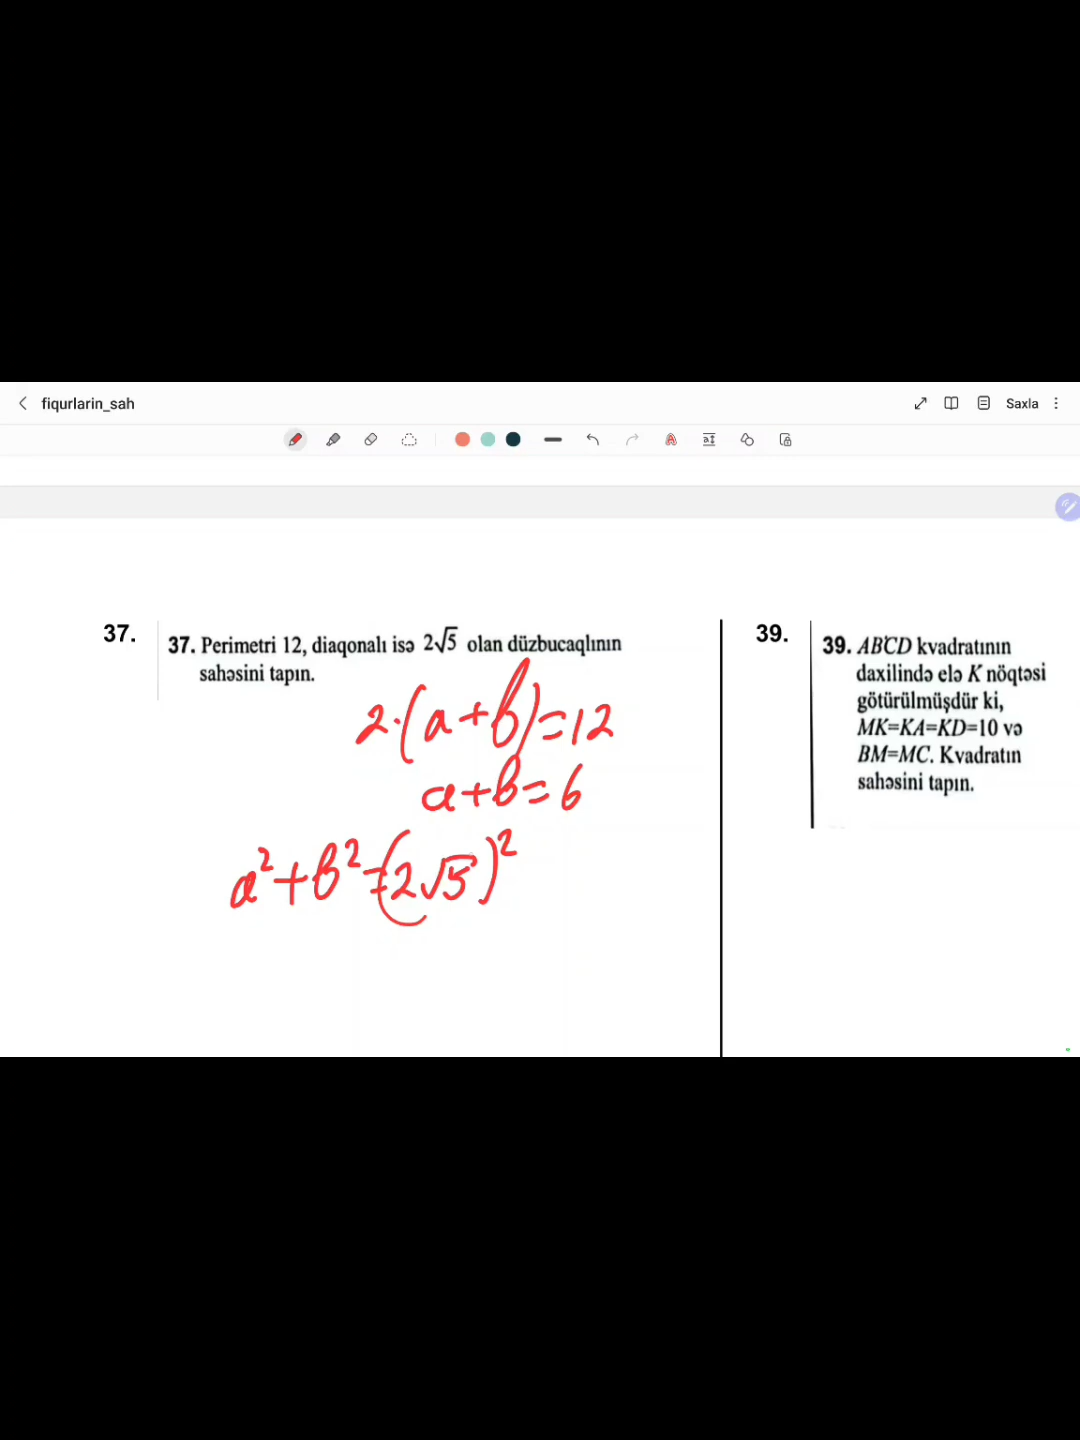 fiqurlarin_sah
Saxla
37.
37. Perimetri 12, diaqonalı isə 2√5 olan düzbucaqlının
sahəsini tapın.
2·(a+b)=12
a+b=6
a²+b²=(2√5)²
39.
39. ABCD kvadratının
daxilində elə K nöqtəsi
götürülmüşdür ki,
MK=KA=KD=10 və
BM=MC. Kvadratın
sahəsini tapın.